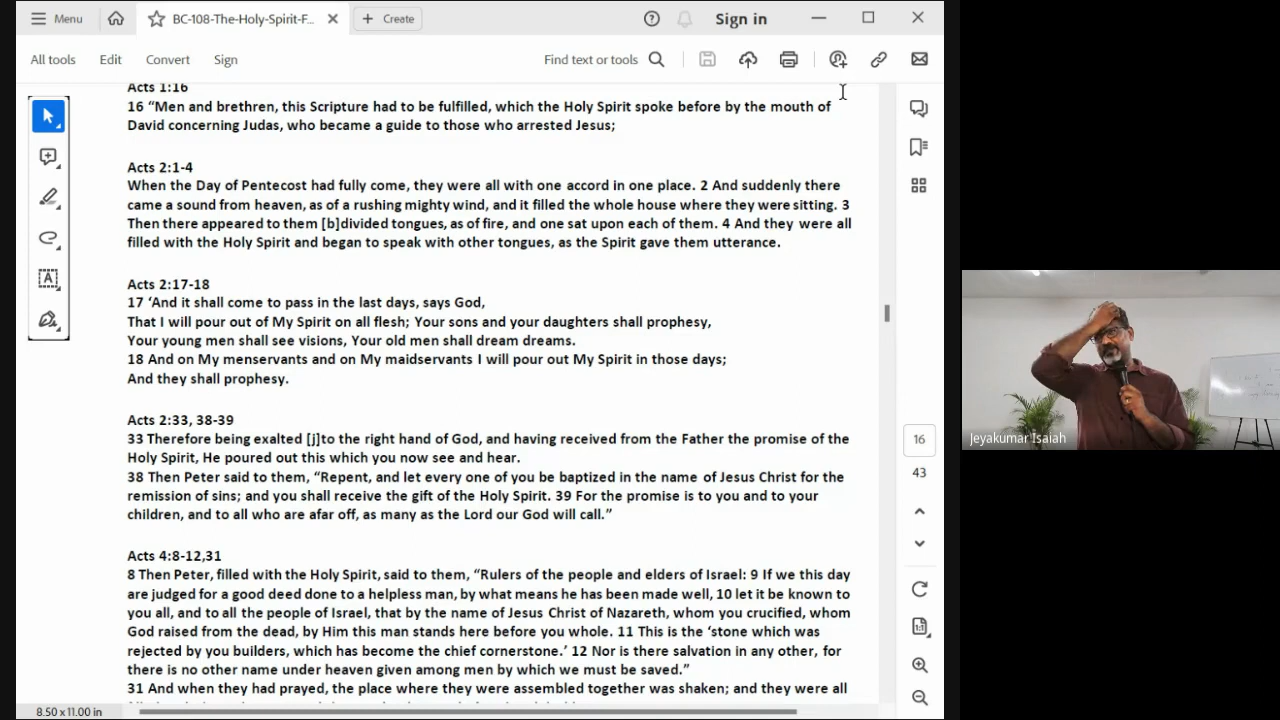 Menu
BC-108-The-Holy-Spirit-F...
Create
Sign in
All tools
Edit
Convert
Sign
Find text or tools
Acts 1:16
16 “Men and brethren, this Scripture had to be fulfilled, which the Holy Spirit spoke before by the mouth of
David concerning Judas, who became a guide to those who arrested Jesus;
Acts 2:1-4
When the Day of Pentecost had fully come, they were all with one accord in one place. 2 And suddenly there
came a sound from heaven, as of a rushing mighty wind, and it filled the whole house where they were sitting. 3
Then there appeared to them [b]divided tongues, as of fire, and one sat upon each of them. 4 And they were all
filled with the Holy Spirit and began to speak with other tongues, as the Spirit gave them utterance.
Acts 2:17-18
17 ‘And it shall come to pass in the last days, says God,
That I will pour out of My Spirit on all flesh; Your sons and your daughters shall prophesy,
Your young men shall see visions, Your old men shall dream dreams.
18 And on My menservants and on My maidservants I will pour out My Spirit in those days;
And they shall prophesy.
Acts 2:33, 38-39
33 Therefore being exalted [j]to the right hand of God, and having received from the Father the promise of the
Holy Spirit, He poured out this which you now see and hear.
38 Then Peter said to them, “Repent, and let every one of you be baptized in the name of Jesus Christ for the
remission of sins; and you shall receive the gift of the Holy Spirit. 39 For the promise is to you and to your
children, and to all who are afar off, as many as the Lord our God will call.”
Acts 4:8-12,31
8 Then Peter, filled with the Holy Spirit, said to them, “Rulers of the people and elders of Israel: 9 If we this day
are judged for a good deed done to a helpless man, by what means he has been made well, 10 let it be known to
you all, and to all the people of Israel, that by the name of Jesus Christ of Nazareth, whom you crucified, whom
God raised from the dead, by Him this man stands here before you whole. 11 This is the ‘stone which was
rejected by you builders, which has become the chief cornerstone.’ 12 Nor is there salvation in any other, for
there is no other name under heaven given among men by which we must be saved.”
31 And when they had prayed, the place where they were assembled together was shaken; and they were all
16
43
8.50 x 11.00 in
Jeyakumar Isaiah